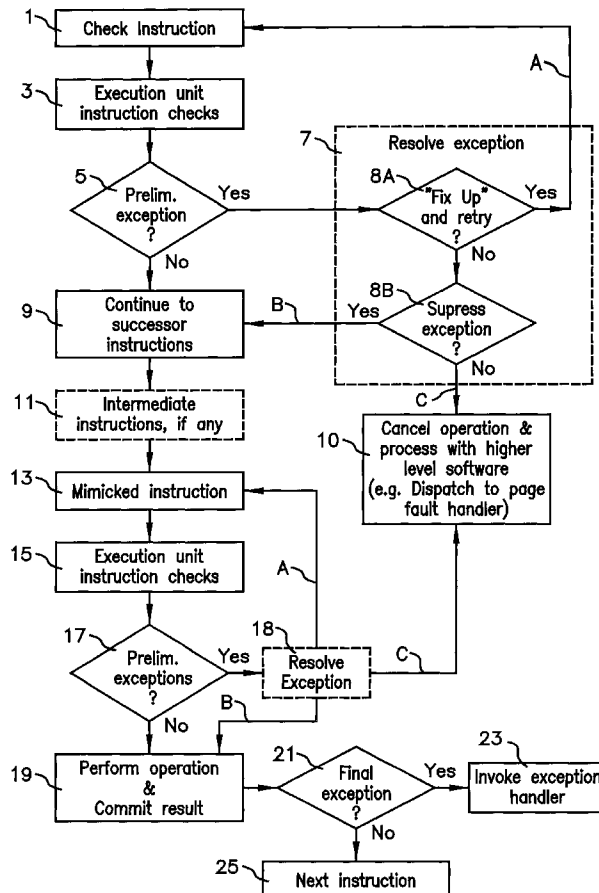 1
Check Instruction
A
3
Execution unit
instruction checks
7
Resolve exception
5
Prelim.
exception
?
Yes
No
8A
"Fix Up"
and retry
?
Yes
No
8B
Supress
exception
?
Yes
No
B
C
9
Continue to
successor
instructions
11
Intermediate
instructions, if any
10
Cancel operation &
process with higher
level software
(e.g. Dispatch to page
fault handler)
13
Mimicked instruction
15
Execution unit
instruction checks
A
17
Prelim.
exceptions
?
Yes
No
18
Resolve
Exception
C
B
19
Perform operation
&
Commit result
21
Final
exception
?
Yes
No
23
Invoke exception
handler
25
Next instruction